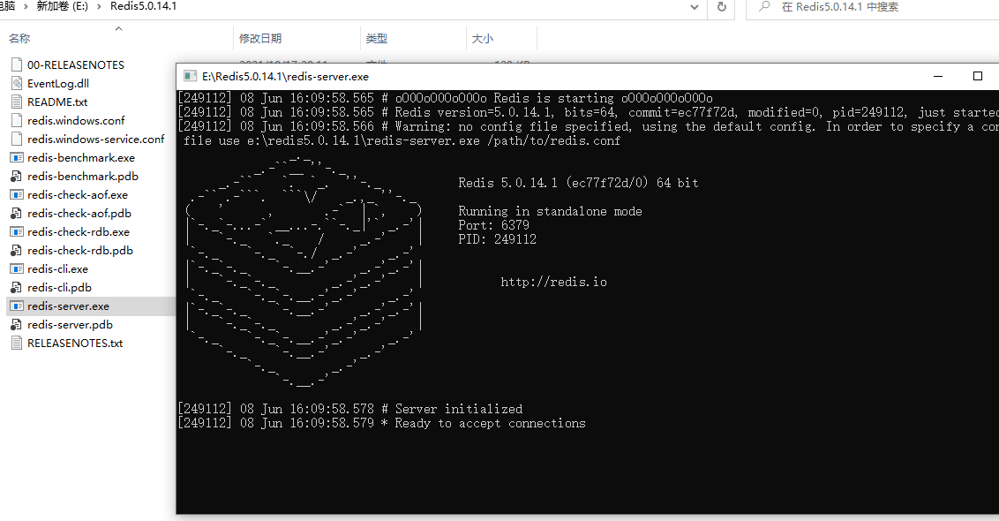 电脑 › 新加卷 (E:) › Redis5.0.14.1
在 Redis5.0.14.1 中搜索
名称 修改日期 类型 大小
00-RELEASENOTES
EventLog.dll
README.txt
redis.windows.conf
redis.windows-service.conf
redis-benchmark.exe
redis-benchmark.pdb
redis-check-aof.exe
redis-check-aof.pdb
redis-check-rdb.exe
redis-check-rdb.pdb
redis-cli.exe
redis-cli.pdb
redis-server.exe
redis-server.pdb
RELEASENOTES.txt
E:\Redis5.0.14.1\redis-server.exe
[249112] 08 Jun 16:09:58.565 # oO0OoO0OoO0Oo Redis is starting oO0OoO0OoO0Oo
[249112] 08 Jun 16:09:58.565 # Redis version=5.0.14.1, bits=64, commit=ec77f72d, modified=0, pid=249112, just started
[249112] 08 Jun 16:09:58.566 # Warning: no config file specified, using the default config. In order to specify a con
file use e:\redis5.0.14.1\redis-server.exe /path/to/redis.conf
Redis 5.0.14.1 (ec77f72d/0) 64 bit
Running in standalone mode
Port: 6379
PID: 249112
http://redis.io
[249112] 08 Jun 16:09:58.578 # Server initialized
[249112] 08 Jun 16:09:58.579 * Ready to accept connections